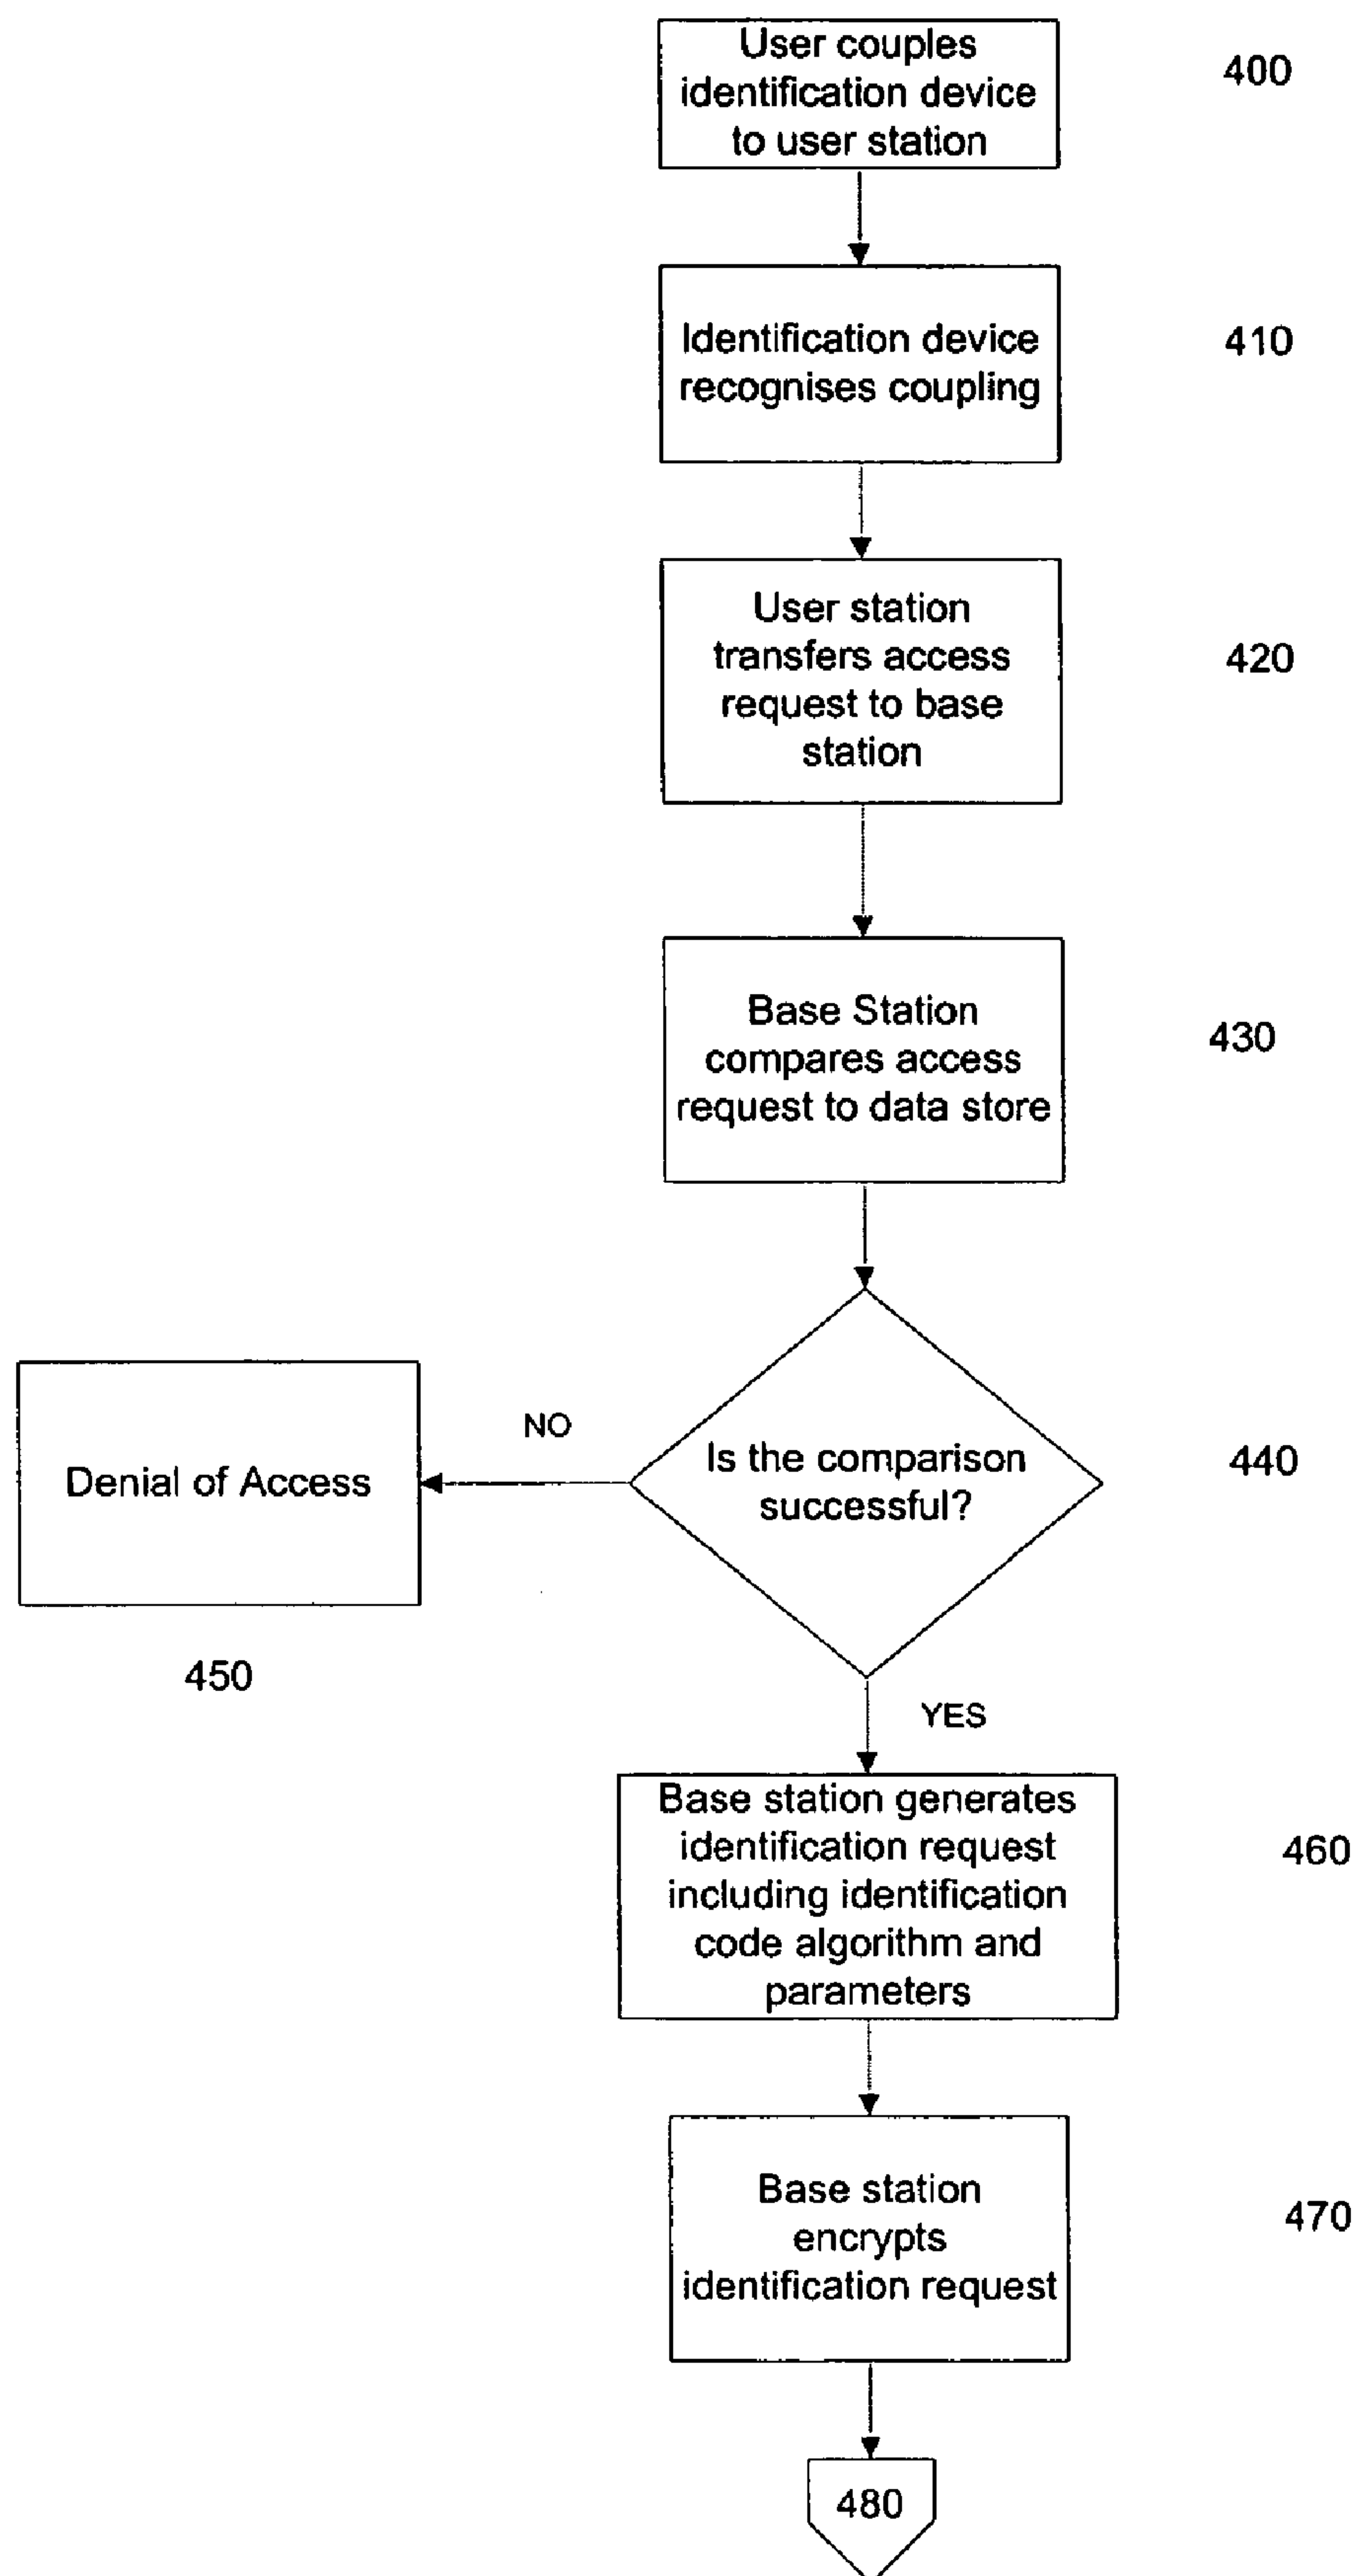 User couples
identification device
to user station
400
Identification device
recognises coupling
410
User station
transfers access
request to base
station
420
Base Station
compares access
request to data store
430
Is the comparison
successful?
440
NO
Denial of Access
450
YES
Base station generates
identification request
including identification
code algorithm and
parameters
460
Base station
encrypts
identification request
470
480